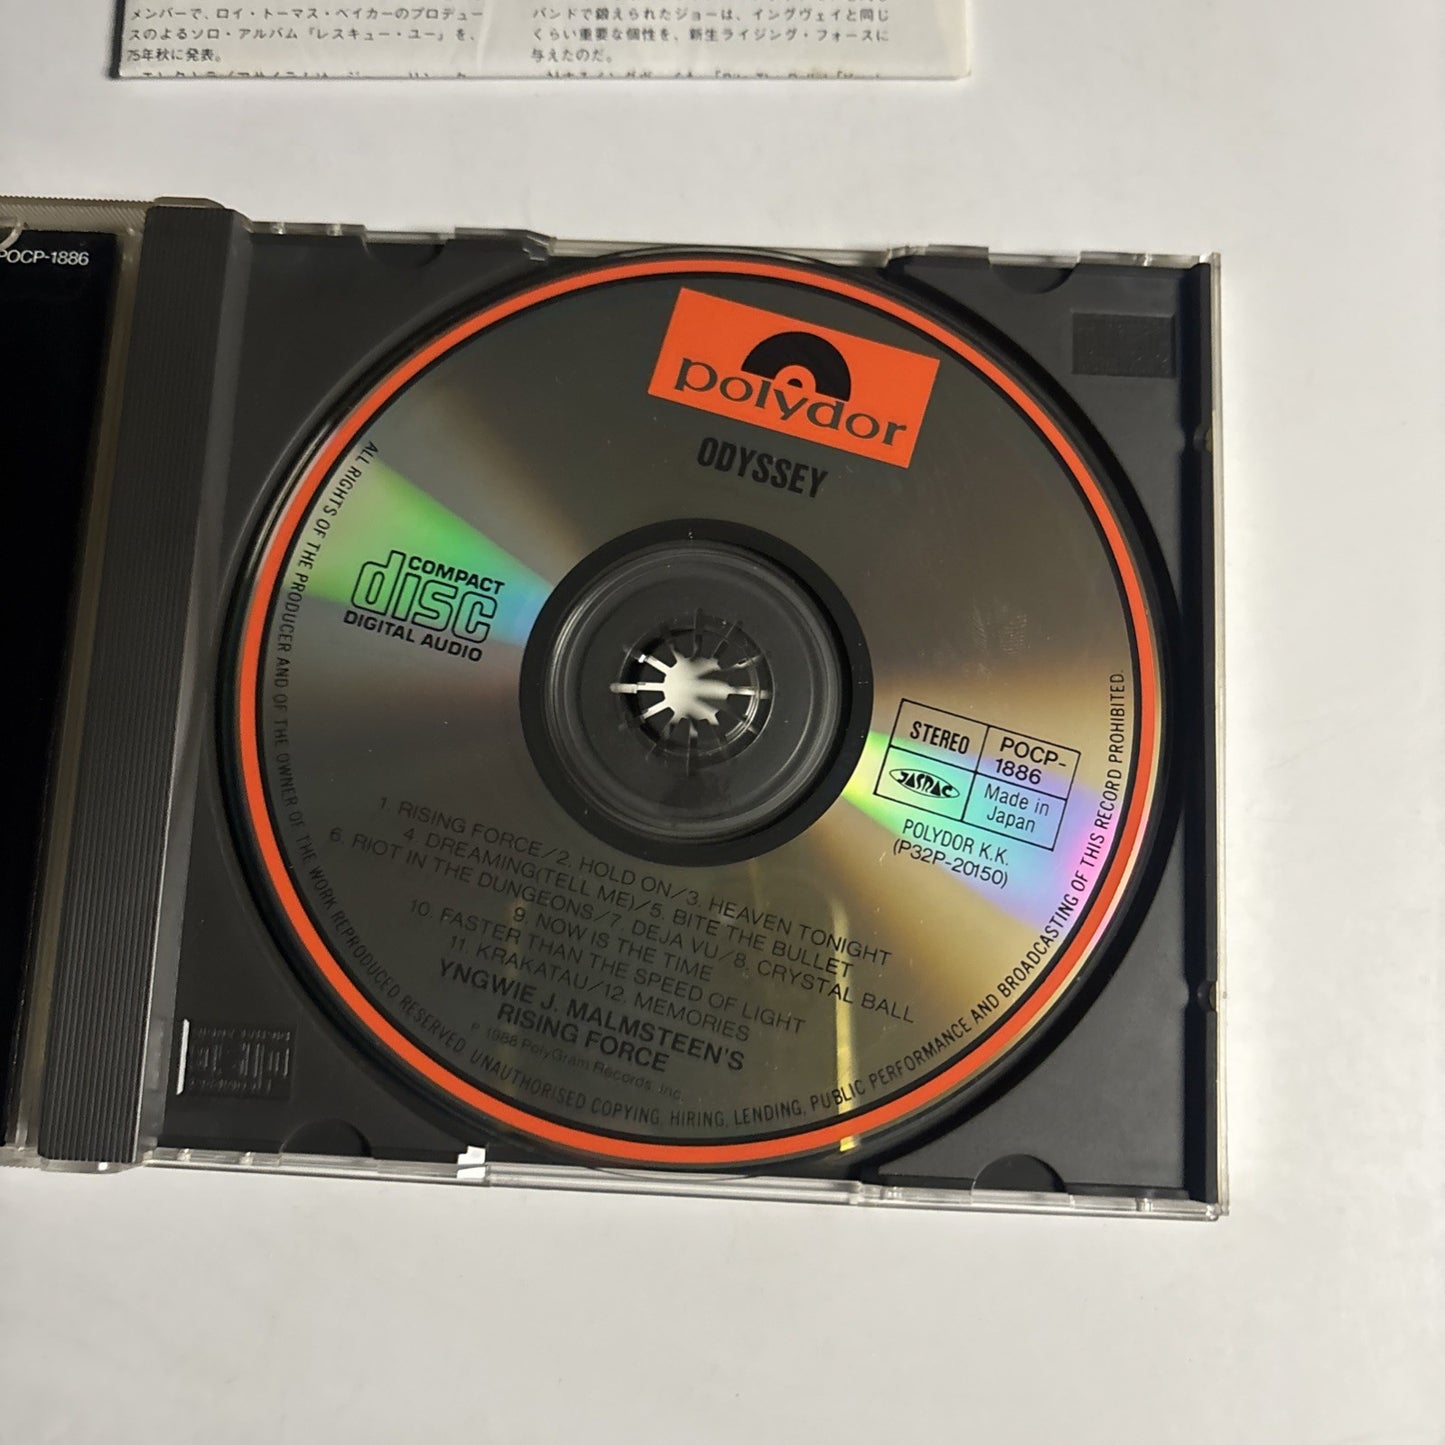 メンバーで、ロイ・トーマス・ベイカーのプロデュー
スのよるソロ・アルバム『レスキュー・ユー』を、
75年秋に発表。
バンドで鍛えられたジョーは、イングヴェイと同じ
くらい重要な個性を、新生ライジング・フォースに
与えたのだ。
POCP-1886
polydor
ODYSSEY
COMPACT
disc
DIGITAL AUDIO
STEREO
POCP-
1886
JASRAC
Made in
Japan
POLYDOR K.K.
(P32P-20150)
1. RISING FORCE/2. HOLD ON/3. HEAVEN TONIGHT
4. DREAMING(TELL ME)/5. BITE THE BULLET
6. RIOT IN THE DUNGEONS/7. DEJA VU/8. CRYSTAL BALL
9. NOW IS THE TIME
10. FASTER THAN THE SPEED OF LIGHT
11. KRAKATAU/12. MEMORIES
YNGWIE J. MALMSTEEN'S
RISING FORCE
P 1988 PolyGram Records, Inc.
ALL RIGHTS OF THE PRODUCER AND OF THE OWNER OF THE WORK REPRODUCED RESERVED. UNAUTHORISED COPYING, HIRING, LENDING, PUBLIC PERFORMANCE AND BROADCASTING OF THIS RECORD PROHIBITED.